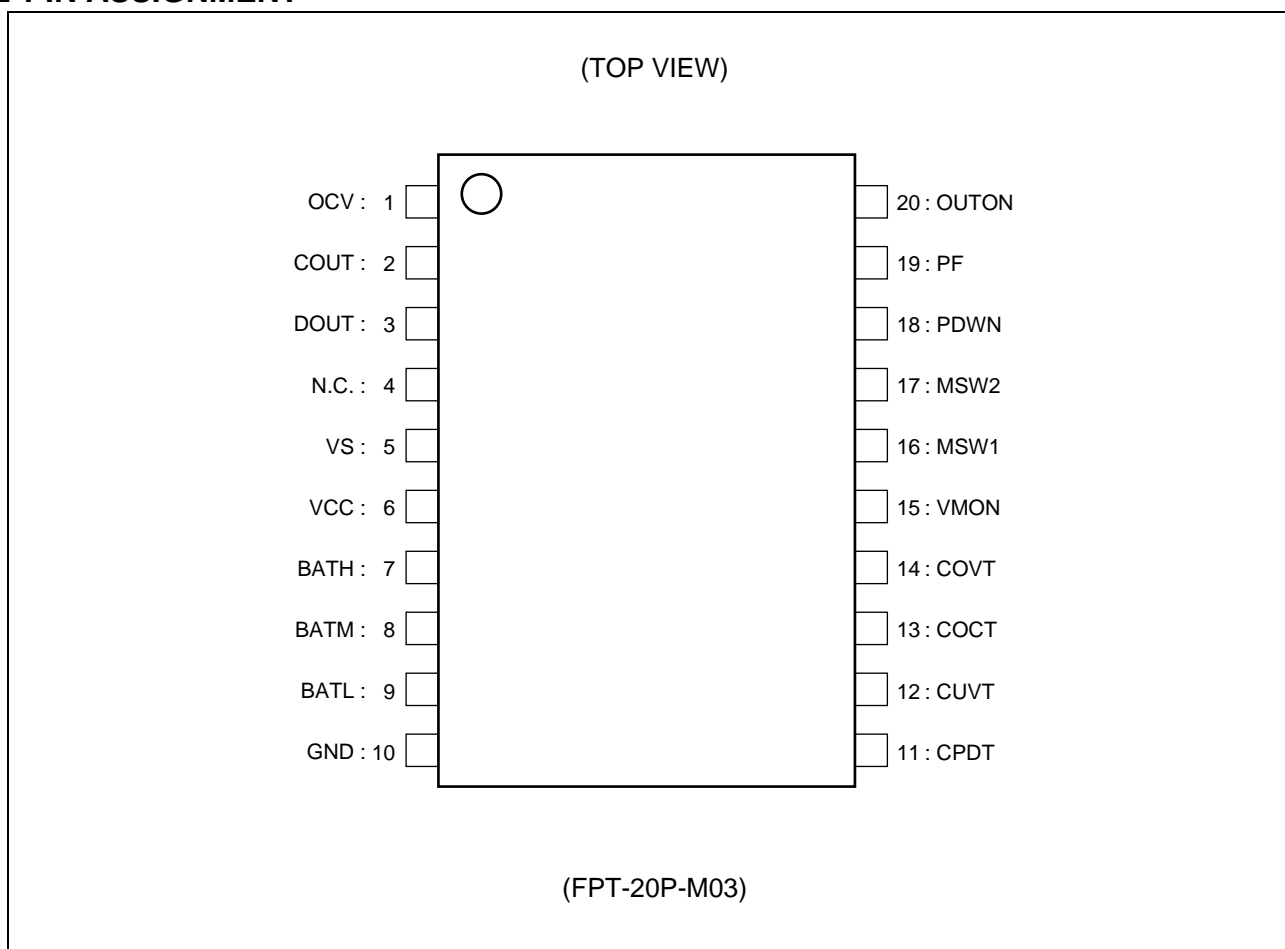 PIN ASSIGNMENT
(TOP VIEW)
OCV : 1
COUT : 2
DOUT : 3
N.C. : 4
VS : 5
VCC : 6
BATH : 7
BATM : 8
BATL : 9
GND : 10
20 : OUTON
19 : PF
18 : PDWN
17 : MSW2
16 : MSW1
15 : VMON
14 : COVT
13 : COCT
12 : CUVT
11 : CPDT
(FPT-20P-M03)